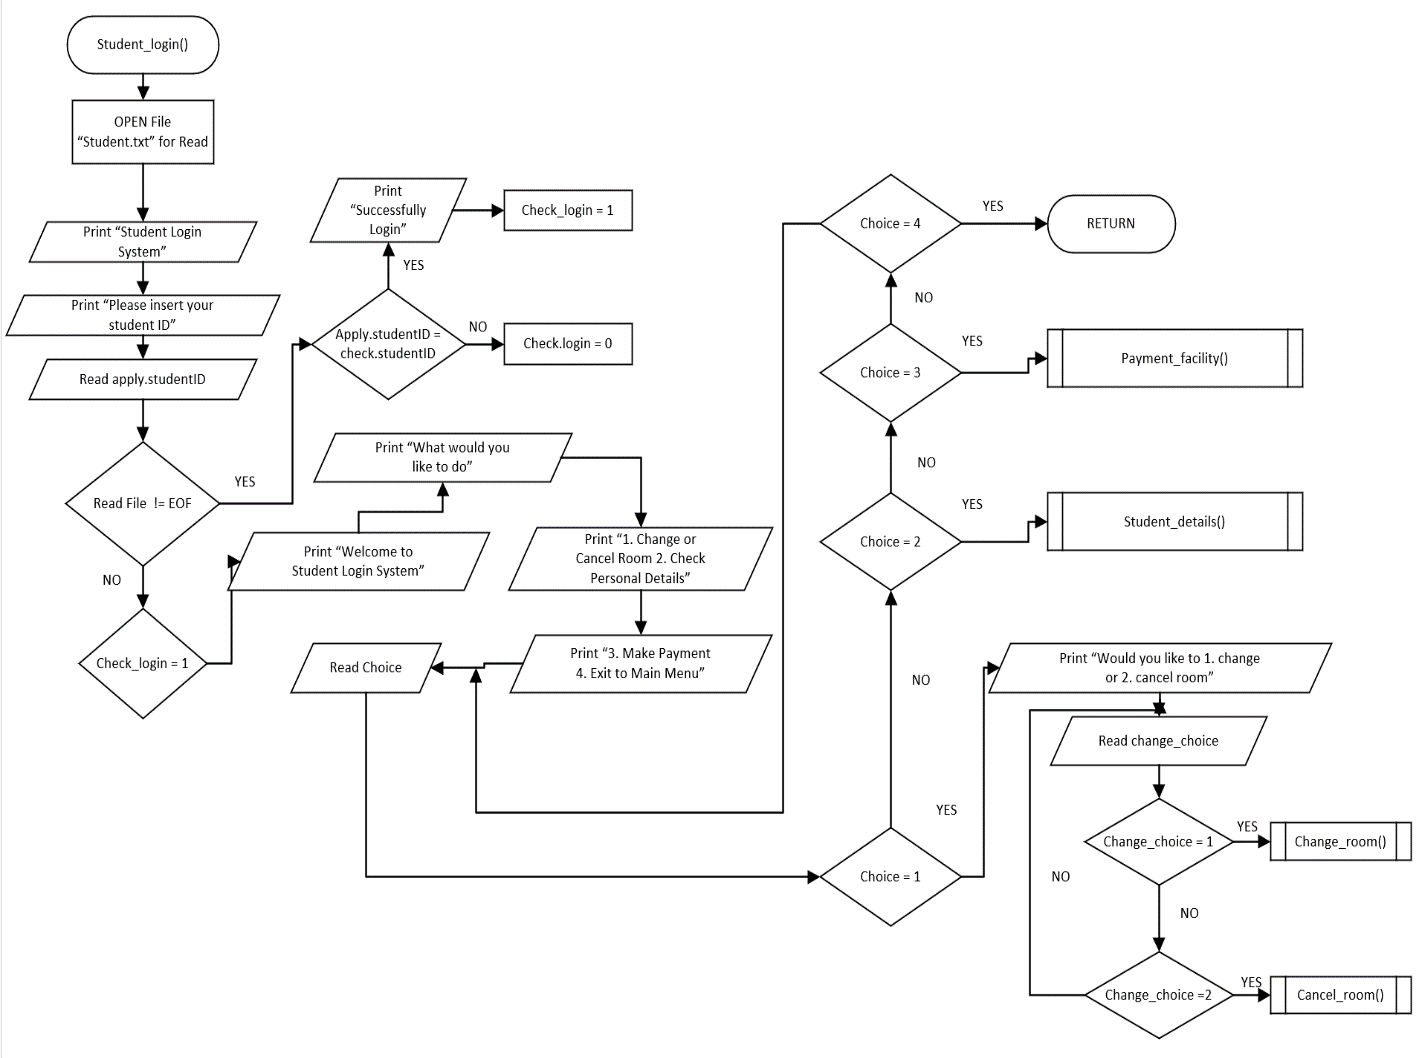 Student_login()
OPEN File
“Student.txt” for Read
Print “Student Login
System”
Print “Please insert your
student ID”
Read apply.studentID
Read File  != EOF
YES
NO
Check_login = 1
Print
“Successfully
Login”
Check_login = 1
YES
Apply.studentID =
check.studentID
NO
Check.login = 0
Print “Welcome to
Student Login System”
Print “What would you
like to do”
Print “1. Change or
Cancel Room 2. Check
Personal Details”
Print “3. Make Payment
4. Exit to Main Menu”
Read Choice
Choice = 4
YES
RETURN
NO
Choice = 3
YES
Payment_facility()
NO
Choice = 2
YES
Student_details()
NO
Choice = 1
YES
Print “Would you like to 1. change
or 2. cancel room”
Read change_choice
Change_choice = 1
YES
Change_room()
NO
NO
Change_choice =2
YES
Cancel_room()